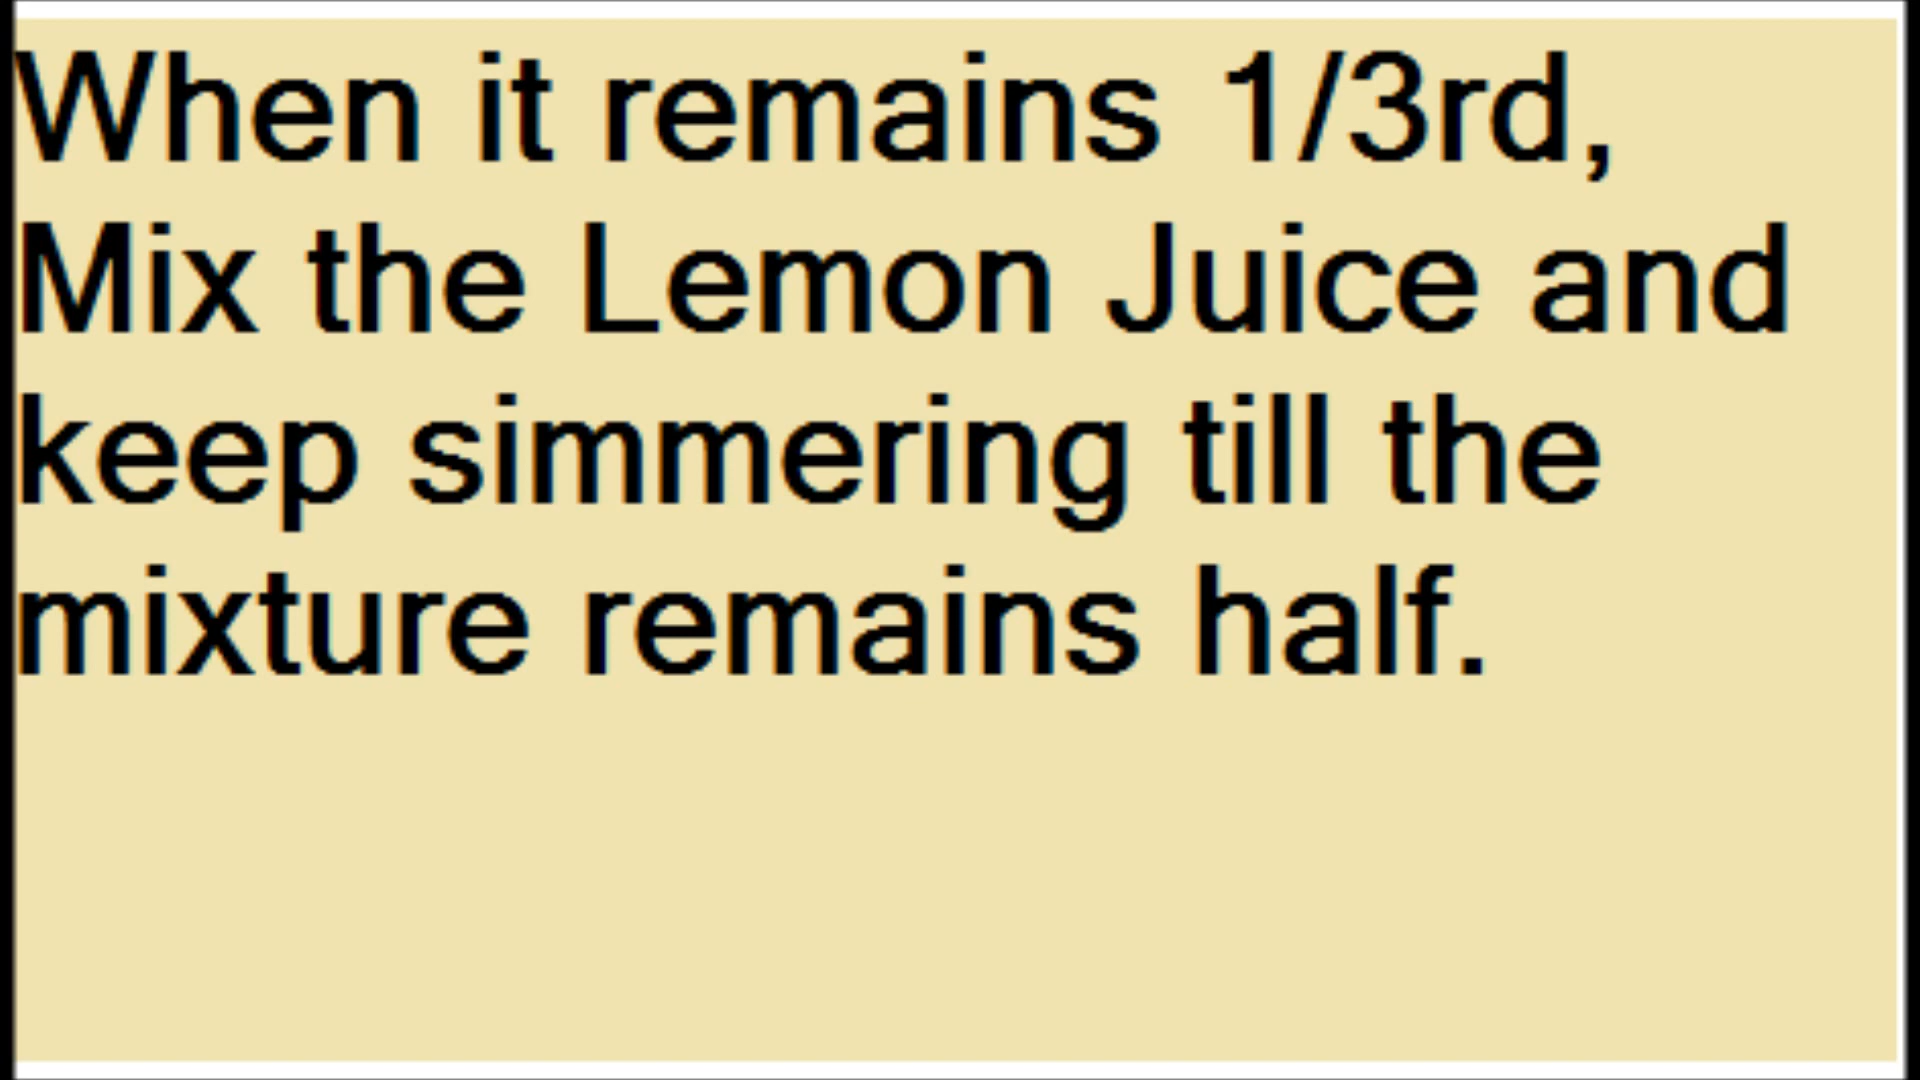 When it remains 1/3rd,
Mix the Lemon Juice and
keep simmering till the
mixture remains half.